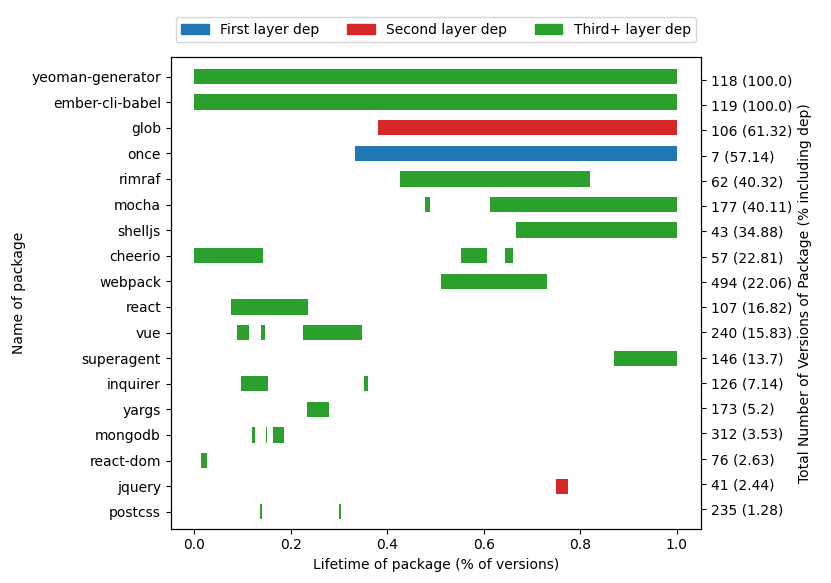 First layer dep Second layer dep Third+ layer dep
yeoman-generator 118 (100.0)
ember-cli-babel 119 (100.0)
glob 106 (61.32)
once 7 (57.14)
rimraf 62 (40.32)
mocha 177 (40.11)
shelljs 43 (34.88)
cheerio 57 (22.81)
webpack 494 (22.06)
react 107 (16.82)
vue 240 (15.83)
superagent 146 (13.7)
inquirer 126 (7.14)
yargs 173 (5.2)
mongodb 312 (3.53)
react-dom 76 (2.63)
jquery 41 (2.44)
postcss 235 (1.28)
0.0 0.2 0.4 0.6 0.8 1.0
Lifetime of package (% of versions)
Name of package
Total Number of Versions of Package (% including dep)